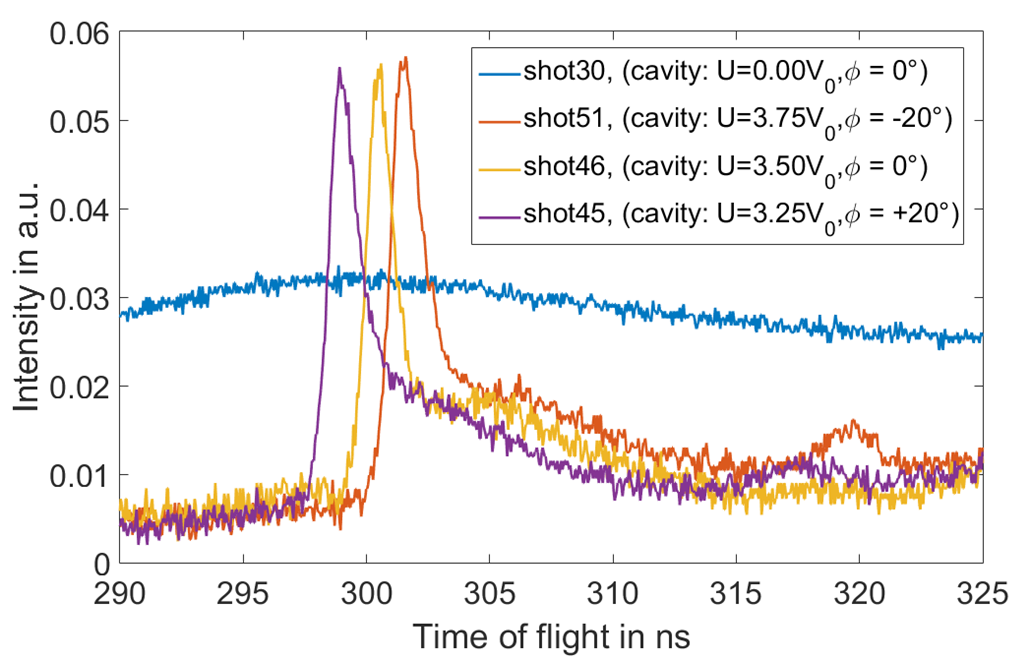 0.06
0.05
0.04
0.03
0.02
0.01
0
Intensity in a.u.
shot30, (cavity: U=0.00V0,ϕ = 0°)
shot51, (cavity: U=3.75V0,ϕ = -20°)
shot46, (cavity: U=3.50V0,ϕ = 0°)
shot45, (cavity: U=3.25V0,ϕ = +20°)
290 295 300 305 310 315 320 325
Time of flight in ns